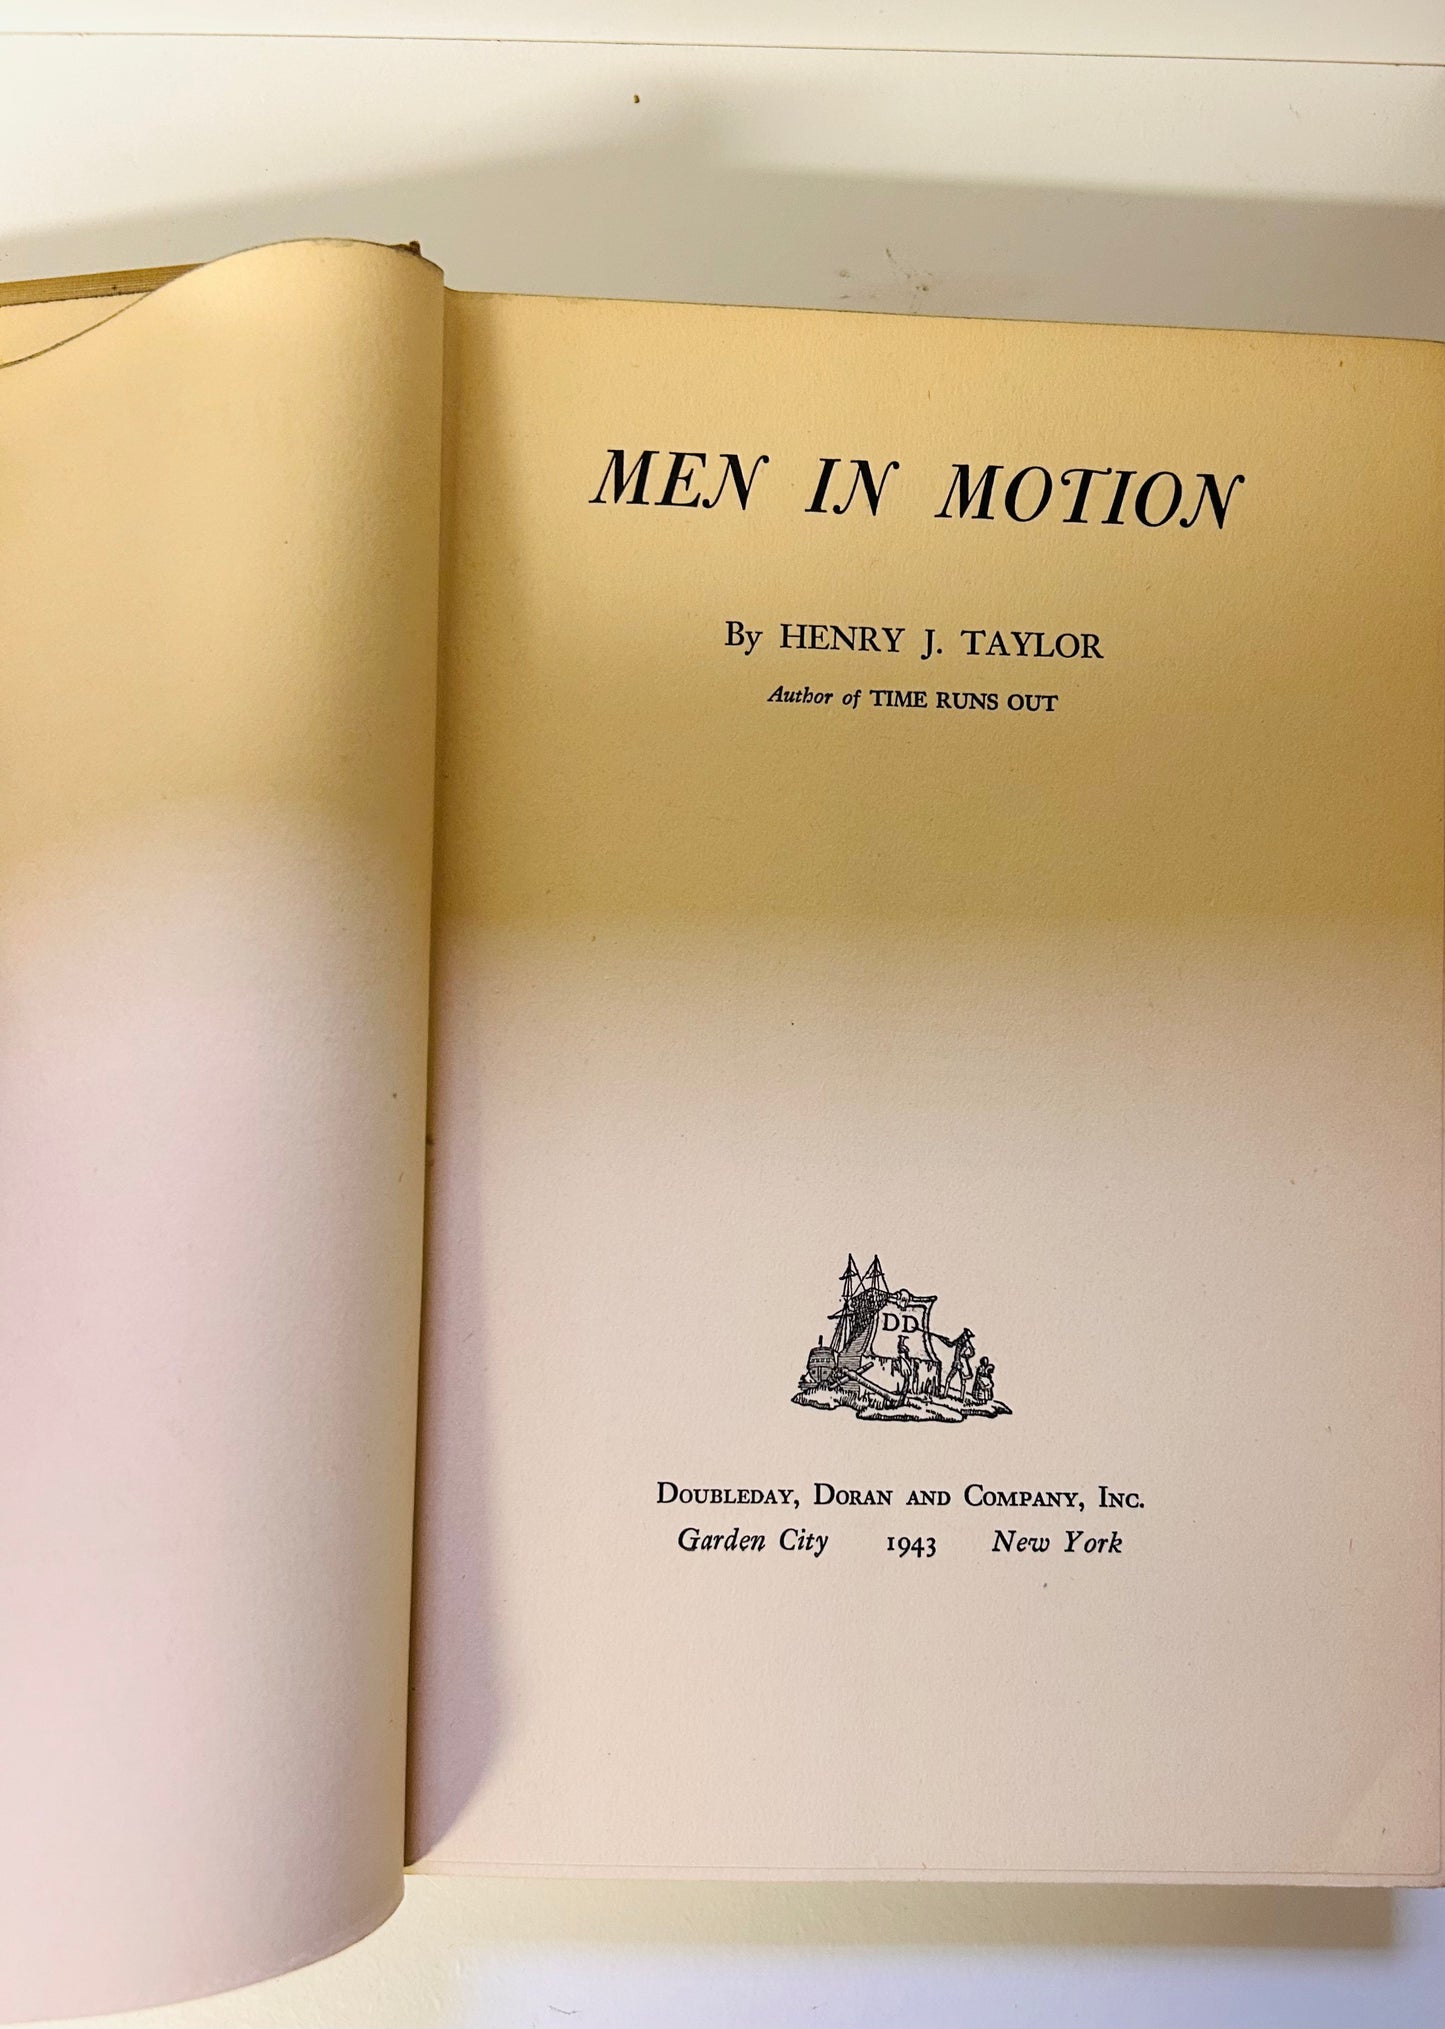 MEN IN MOTION
By HENRY J. TAYLOR
Author of TIME RUNS OUT
DD
DOUBLEDAY, DORAN AND COMPANY, INC.
Garden City 1943 New York